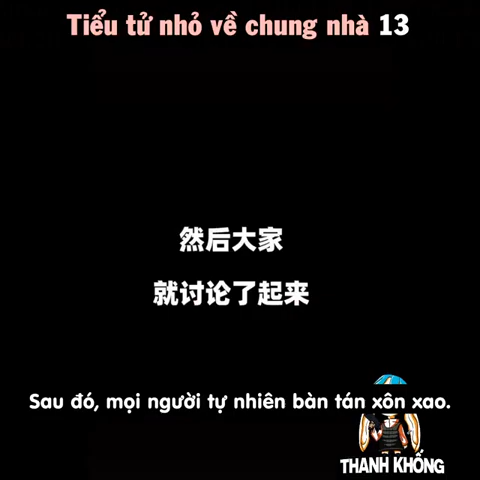 Tiểu tử nhỏ về chung nhà 13
然后大家
就讨论了起来
Sau đó, mọi người tự nhiên bàn tán xôn xao.
THANH KHỐNG